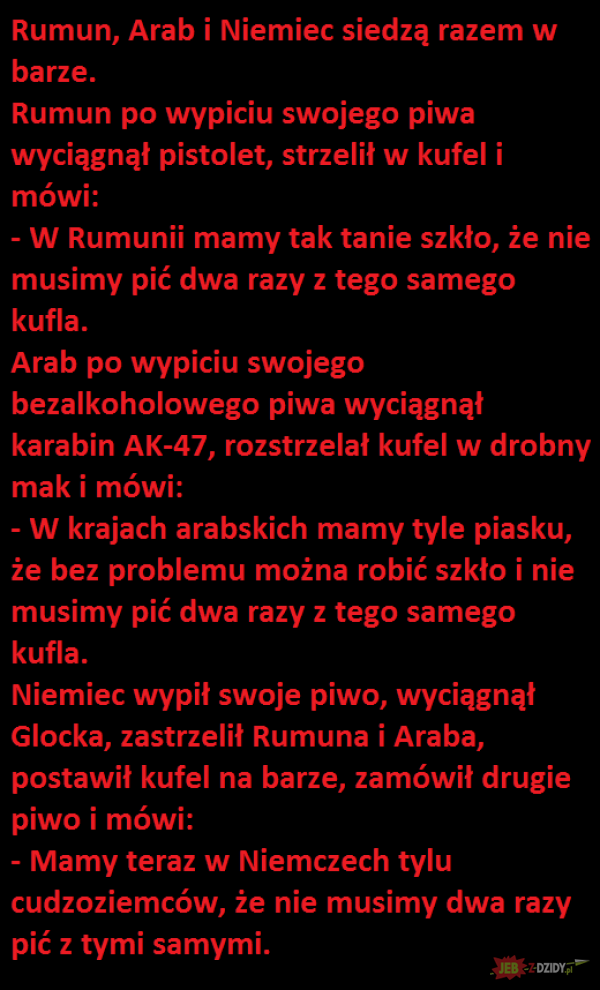 Rumun, Arab i Niemiec siedzą razem w
barze.
Rumun po wypiciu swojego piwa
wyciągnął pistolet, strzelił w kufel i
mówi:
- W Rumunii mamy tak tanie szkło, że nie
musimy pić dwa razy z tego samego
kufla.
Arab po wypiciu swojego
bezalkoholowego piwa wyciągnął
karabin AK-47, rozstrzelał kufel w drobny
mak i mówi:
- W krajach arabskich mamy tyle piasku,
że bez problemu można robić szkło i nie
musimy pić dwa razy z tego samego
kufla.
Niemiec wypił swoje piwo, wyciągnął
Glocka, zastrzelił Rumuna i Araba,
postawił kufel na barze, zamówił drugie
piwo i mówi:
- Mamy teraz w Niemczech tylu
cudzoziemców, że nie musimy dwa razy
pić z tymi samymi.
JEB-Z-DZIDY.pl